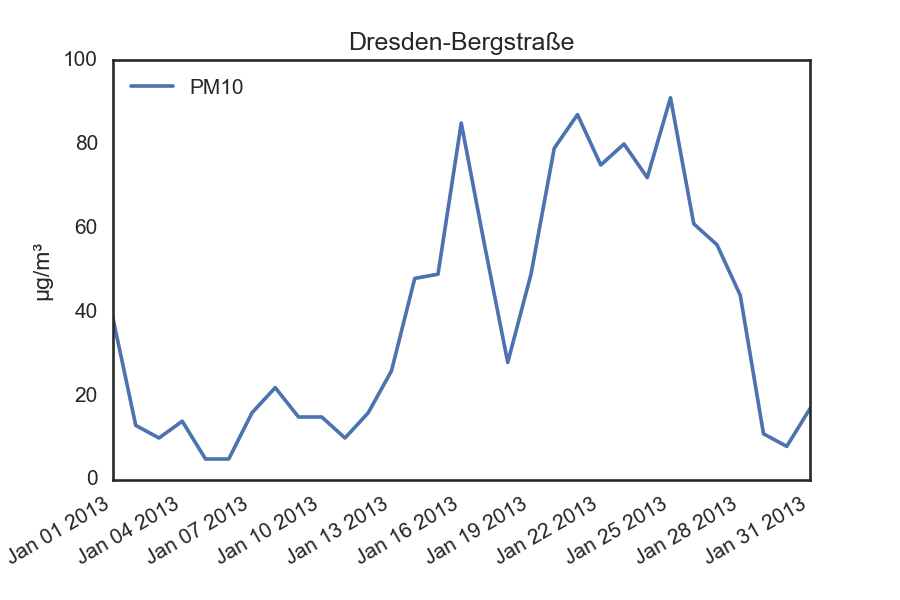 Dresden-Bergstraße
100
PM10
80
60
µg/m³
40
20
0
Jan 01 2013
Jan 04 2013
Jan 07 2013
Jan 10 2013
Jan 13 2013
Jan 16 2013
Jan 19 2013
Jan 22 2013
Jan 25 2013
Jan 28 2013
Jan 31 2013